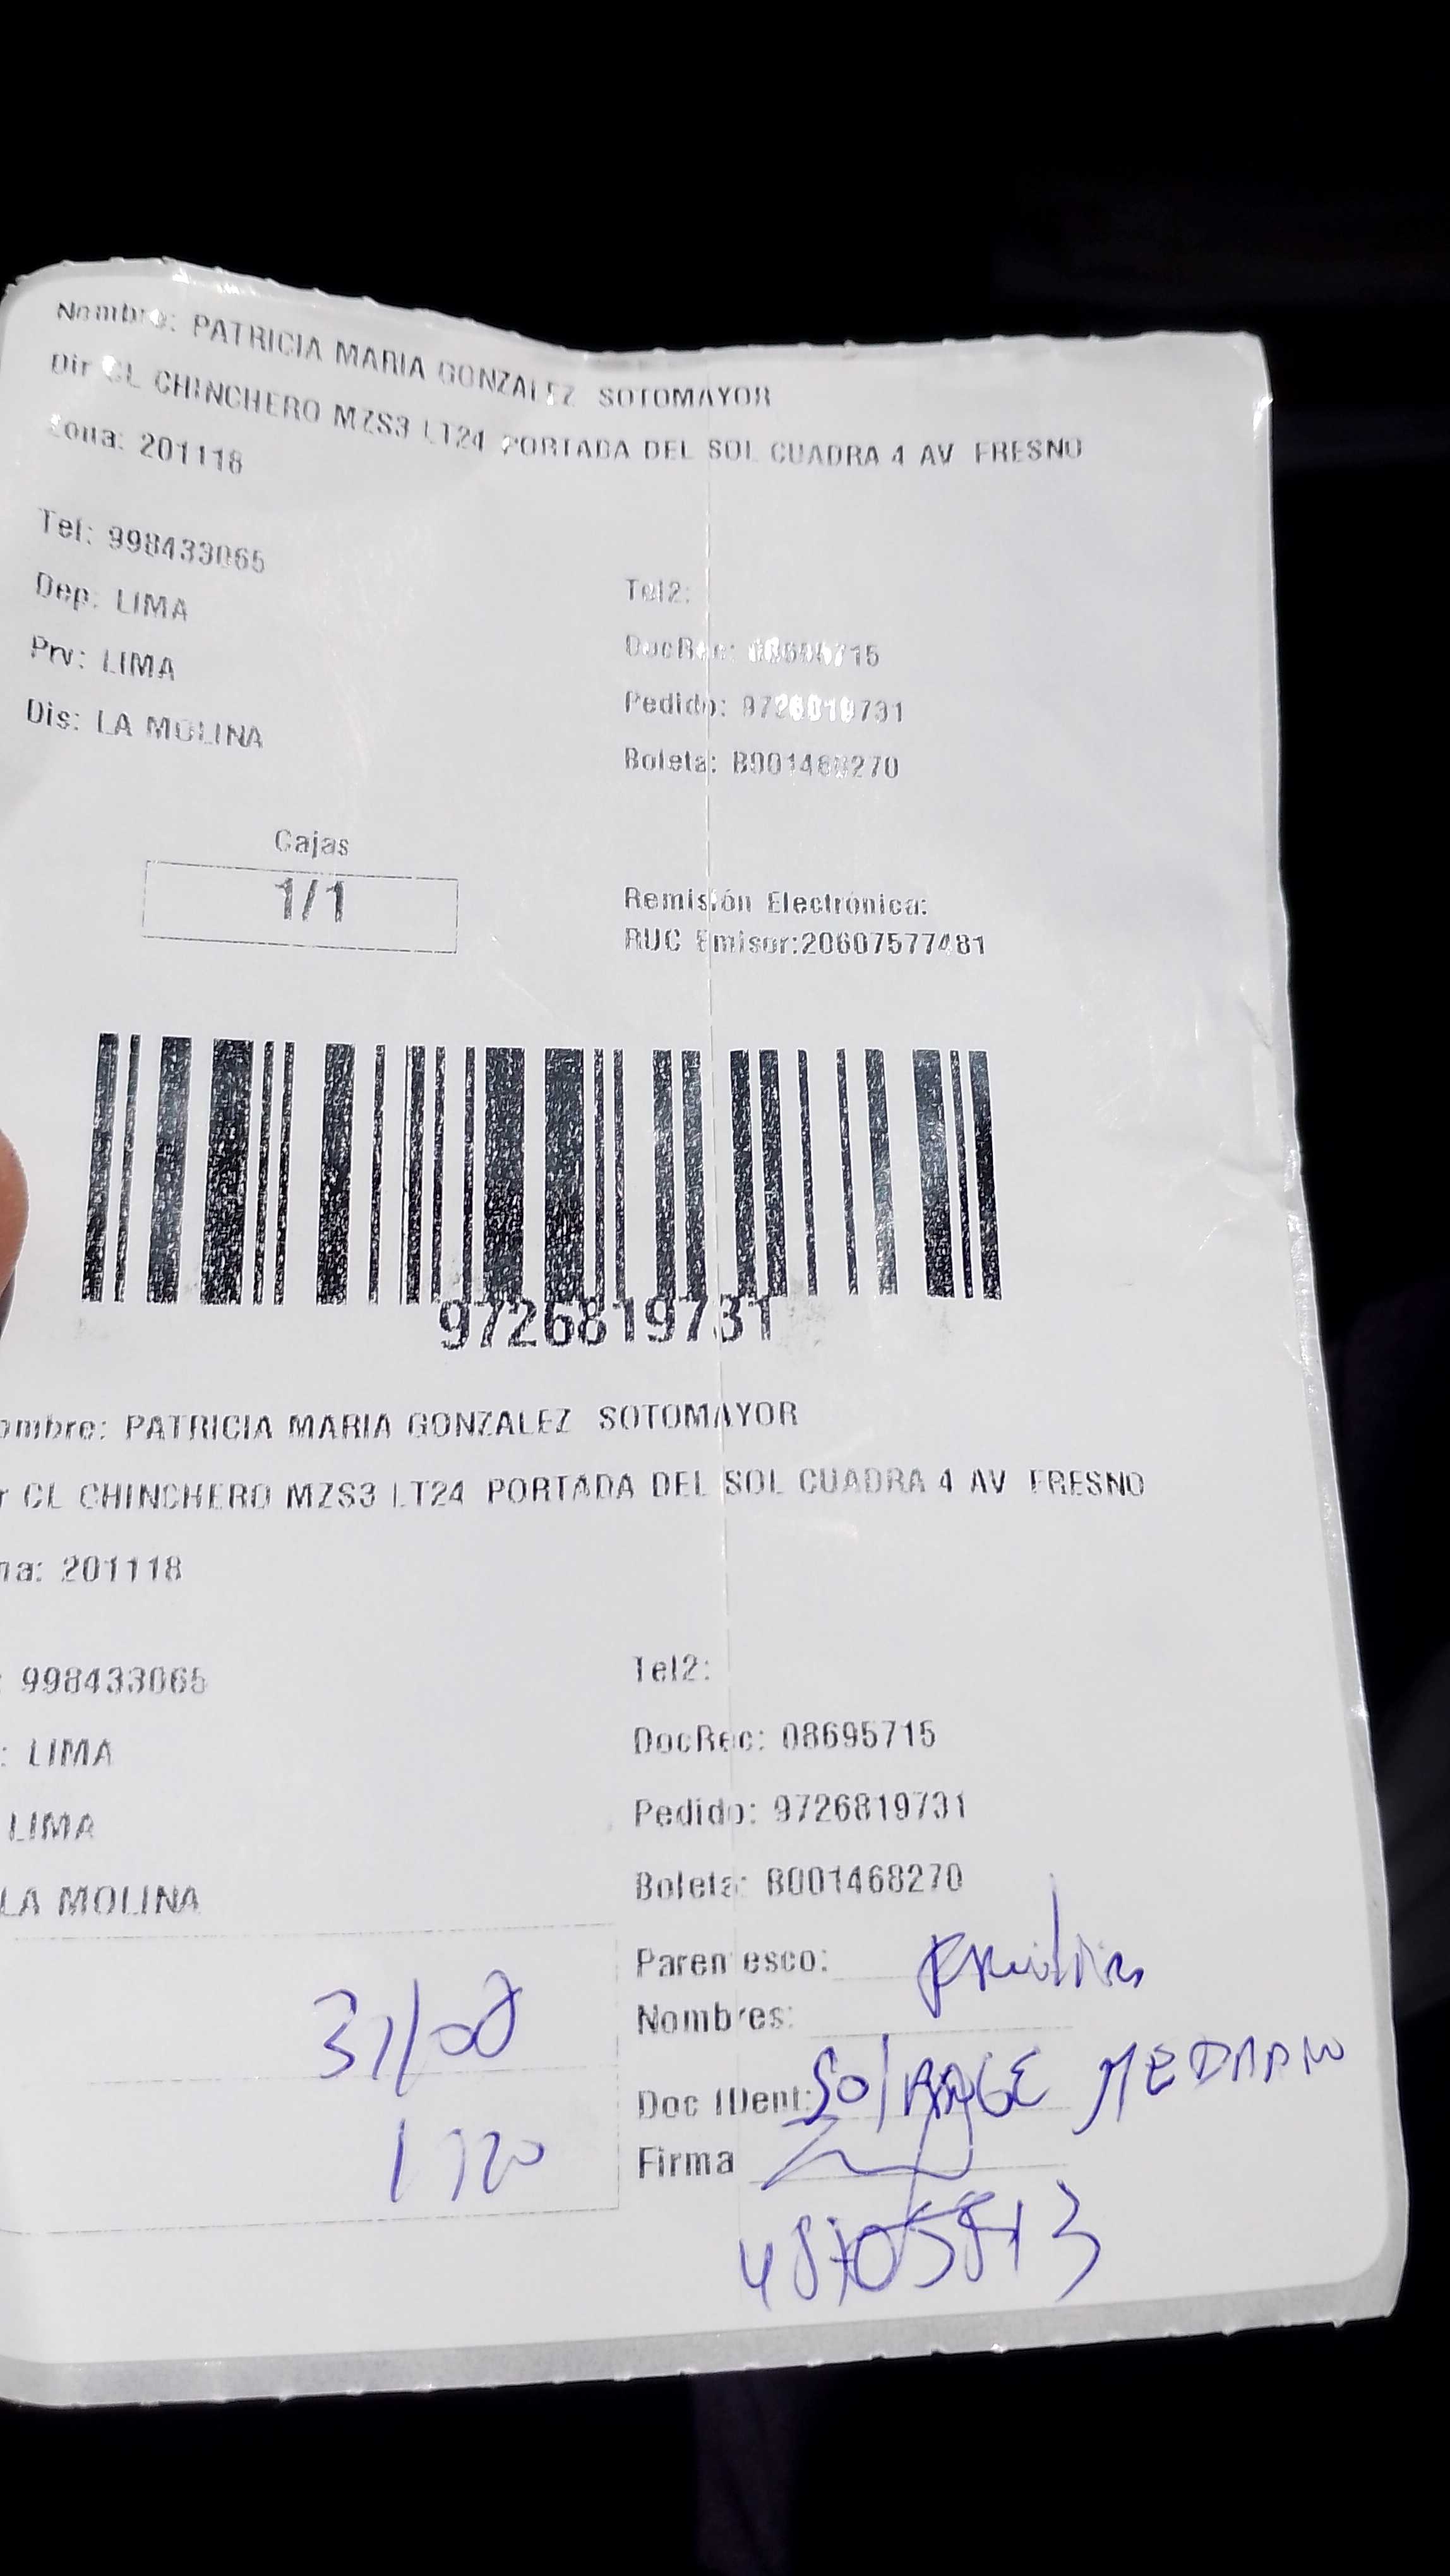 Nombre: PATRICIA MARIA GONZALEZ SOTOMAYOR
Dir CL CHINCHERO MZS3 LT24 PORTADA DEL SOL CUADRA 4 AV FRESNO
Zona: 201118
Tel: 998433065
Tel2:
Dep: LIMA
DocRec: 08695715
Prv: LIMA
Pedido: 9726819731
Dis: LA MOLINA
Boleta: B001468270
Cajas
1/1
Remisión Electrónica:
RUC Emisor:20607577481
9726819731
ombre: PATRICIA MARIA GONZALEZ SOTOMAYOR
r CL CHINCHERO MZS3 LT24 PORTADA DEL SOL CUADRA 4 AV FRESNO
na: 201118
: 998433065
Tel2:
: LIMA
DocRec: 08695715
LIMA
Pedido: 9726819731
LA MOLINA
Boleta: B001468270
Parentesco:
Nombres:
31/08
Doc IDent:
Firma